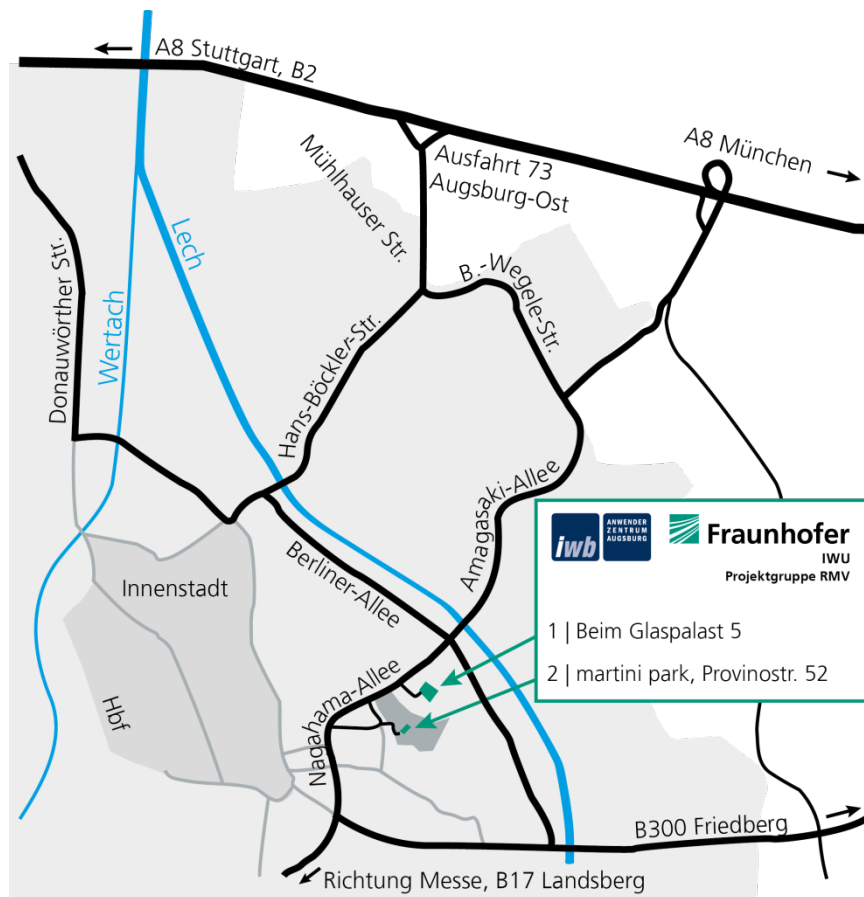 A8 Stuttgart, B2
A8 München
Ausfahrt 73
Augsburg-Ost
Mühlhauser Str.
B.-Wegele-Str.
Lech
Wertach
Donauwörther Str.
Hans-Böckler-Str.
Amagasaki-Allee
Berliner-Allee
Innenstadt
Hbf
Nagahama-Allee
iwb
ANWENDER
ZENTRUM
AUGSBURG
Fraunhofer
IWU
Projektgruppe RMV
1 | Beim Glaspalast 5
2 | martini park, Provinostr. 52
B300 Friedberg
Richtung Messe, B17 Landsberg